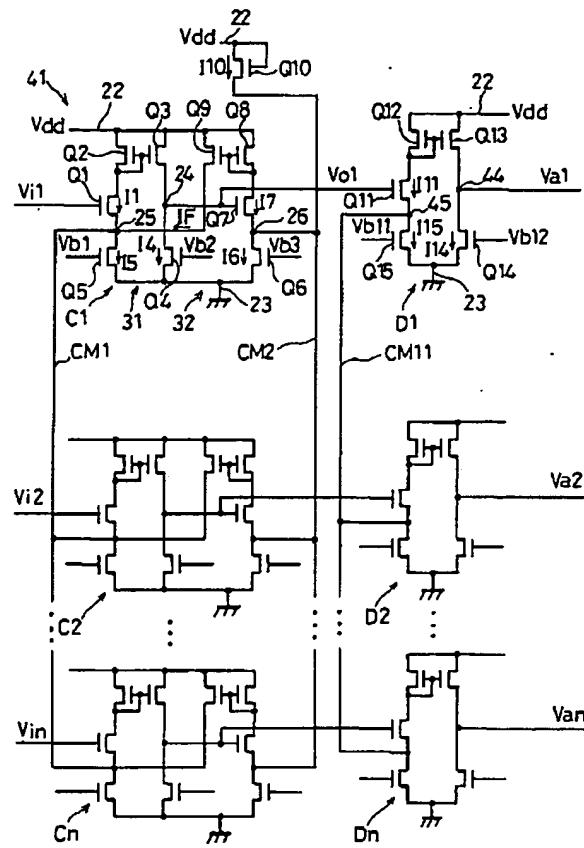 22
Vdd
I10
Q10
41
22
Q3
Q9
Q8
Q12
22
Vdd
Vdd
Q2
Q13
Q1
24
Vo1
I11
44
Vi1
I1
I7
Va1
25
IF
Q7
26
Q11
45
Vb1
I4
Vb2
Vb3
Vb11
I15
I5
I6
I14
Vb12
Q5
Q4
Q6
Q15
Q14
C1
31
32
23
D1
23
CM1
CM2
CM11
Vi2
Va2
C2
D2
Vin
Van
Cn
Dn